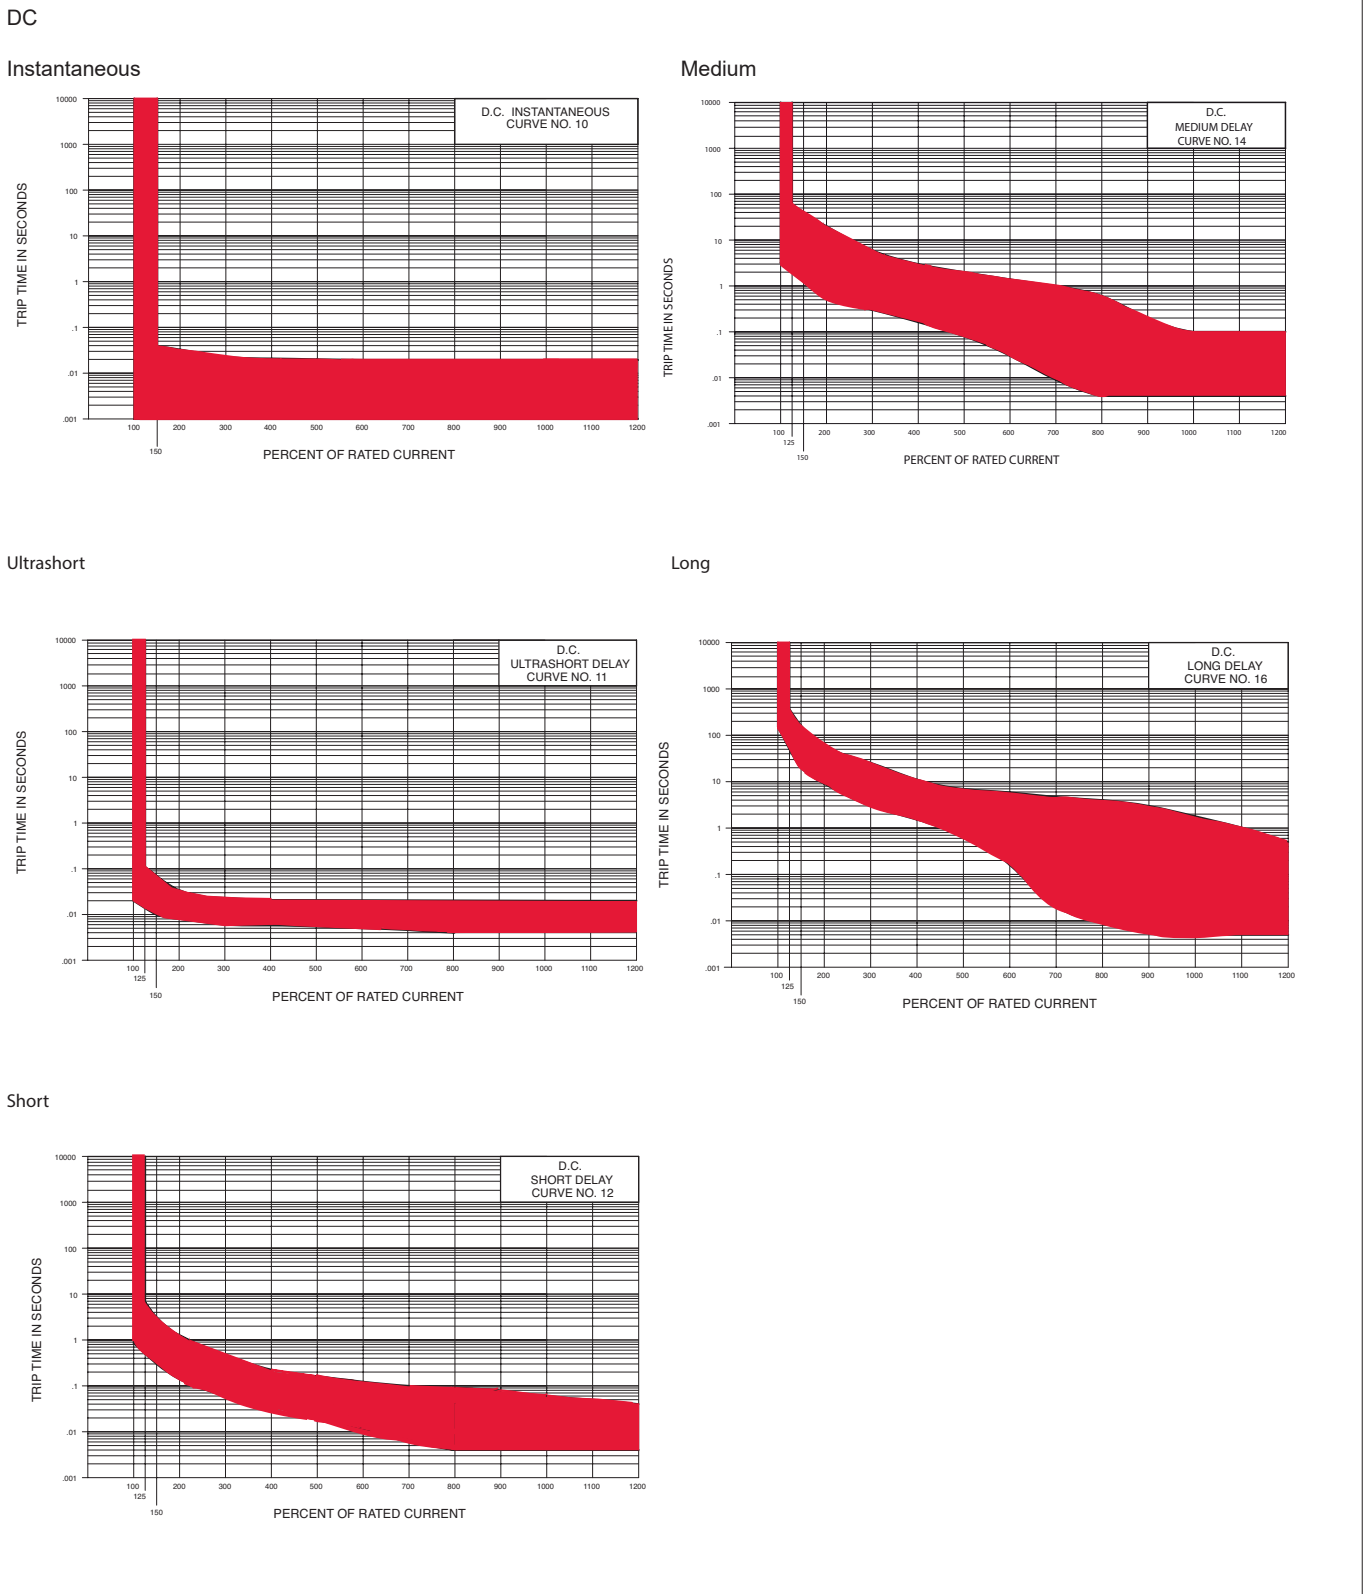 DC
Instantaneous
D.C. INSTANTANEOUS
CURVE NO. 10
TRIP TIME IN SECONDS
10000
1000
100
10
1
.1
.01
.001
100 200 300 400 500 600 700 800 900 1000 1100 1200
150
PERCENT OF RATED CURRENT
Medium
D.C.
MEDIUM DELAY
CURVE NO. 14
TRIP TIME IN SECONDS
10000
1000
100
10
1
.1
.01
.001
100 200 300 400 500 600 700 800 900 1000 1100 1200
125
150
PERCENT OF RATED CURRENT
Ultrashort
D.C.
ULTRASHORT DELAY
CURVE NO. 11
TRIP TIME IN SECONDS
10000
1000
100
10
1
.1
.01
.001
100 200 300 400 500 600 700 800 900 1000 1100 1200
125
150
PERCENT OF RATED CURRENT
Long
D.C.
LONG DELAY
CURVE NO. 16
TRIP TIME IN SECONDS
10000
1000
100
10
1
.1
.01
.001
100 200 300 400 500 600 700 800 900 1000 1100 1200
125
150
PERCENT OF RATED CURRENT
Short
D.C.
SHORT DELAY
CURVE NO. 12
TRIP TIME IN SECONDS
10000
1000
100
10
1
.1
.01
.001
100 200 300 400 500 600 700 800 900 1000 1100 1200
125
150
PERCENT OF RATED CURRENT